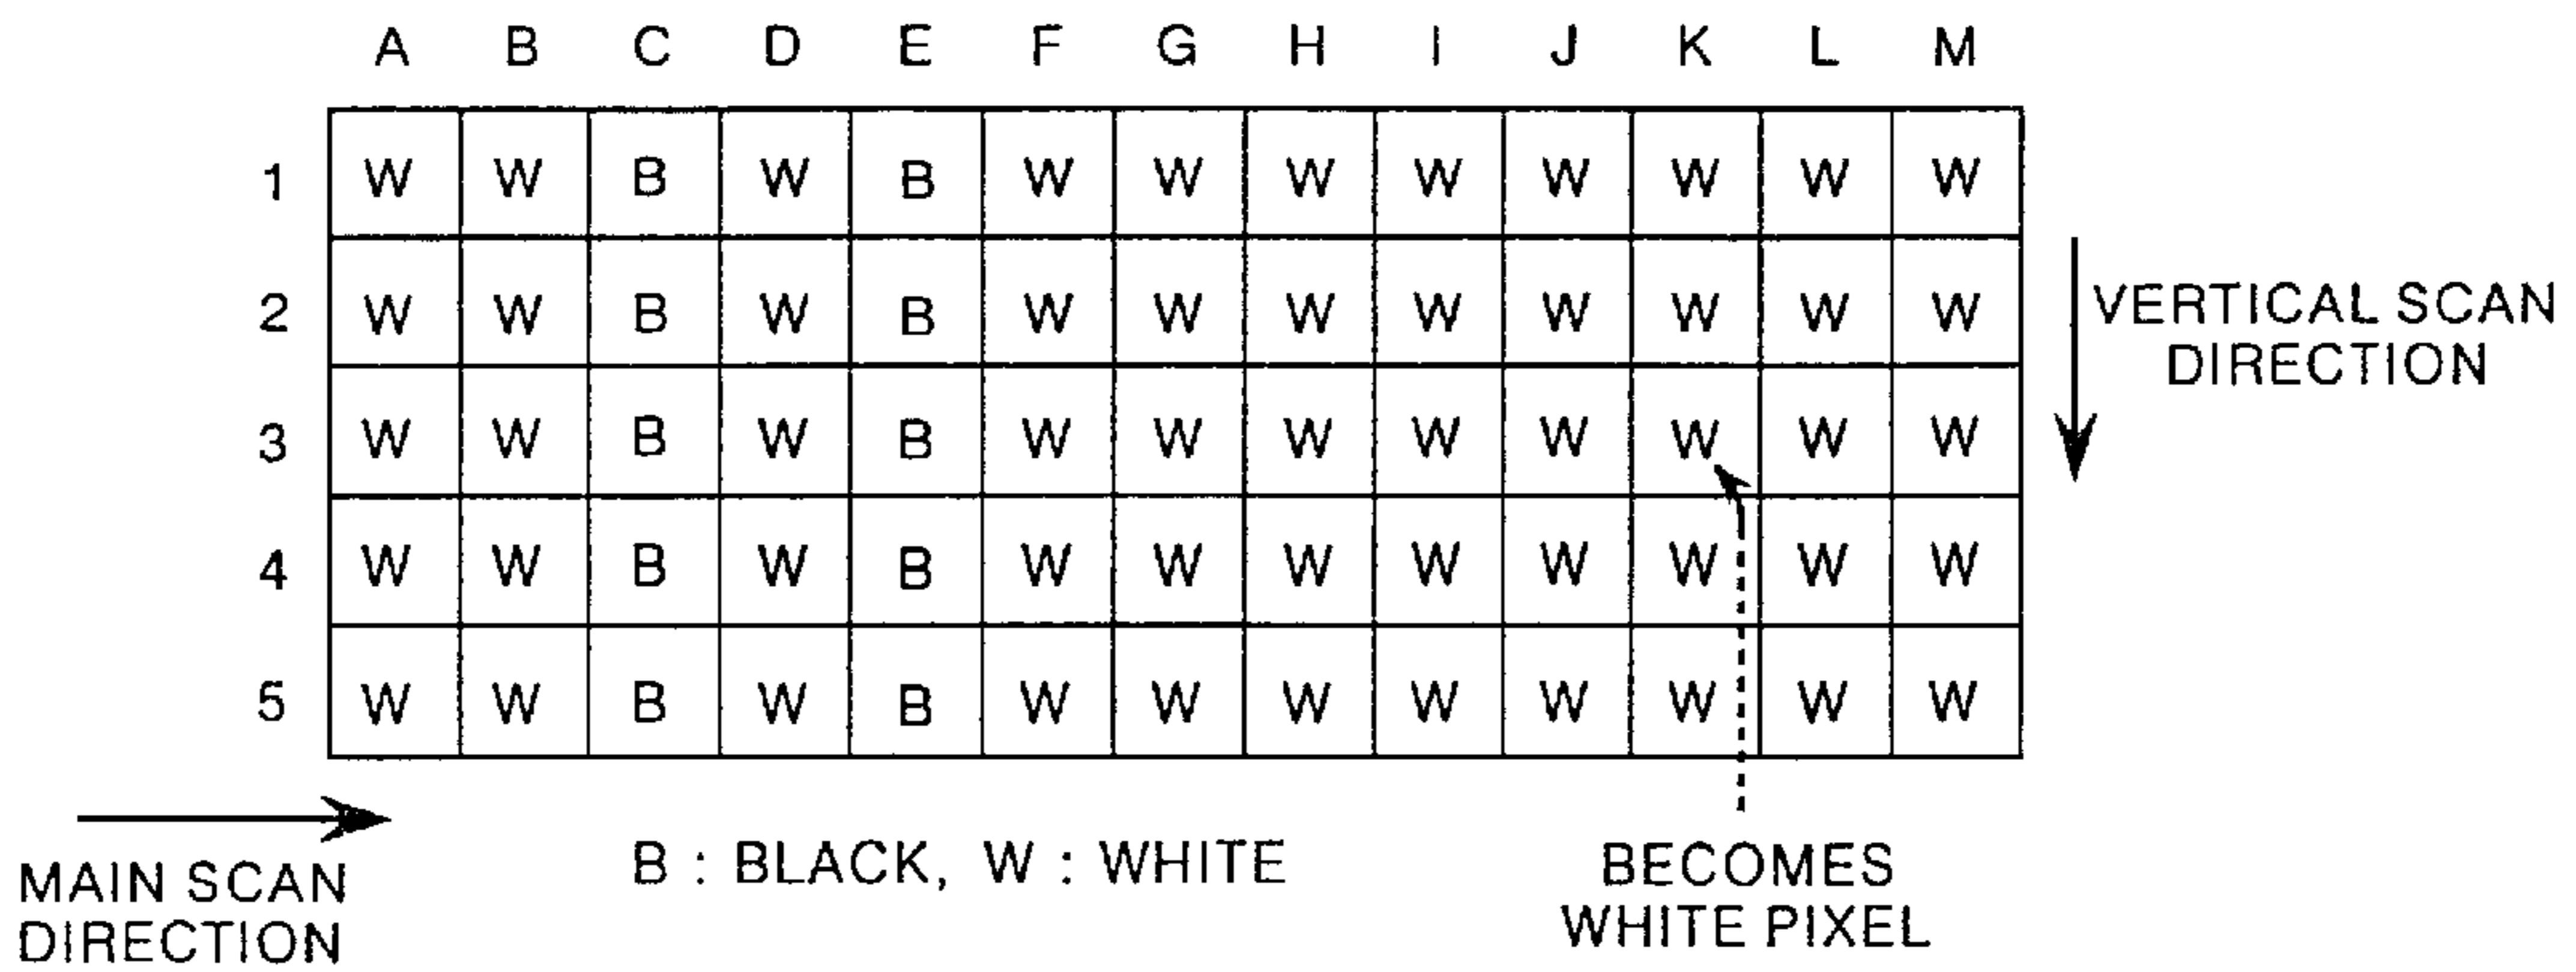 A B C D E F G H I J K L M
1 W W B W B W W W W W W W W
2 W W B W B W W W W W W W W
3 W W B W B W W W W W W W W
4 W W B W B W W W W W W W W
5 W W B W B W W W W W W W W
VERTICAL SCAN
DIRECTION
MAIN SCAN
DIRECTION
B : BLACK, W : WHITE
BECOMES
WHITE PIXEL